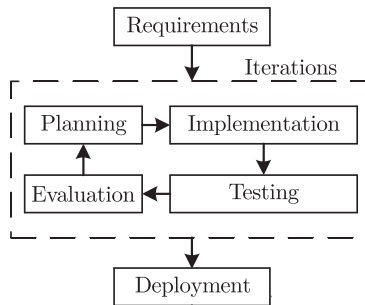 Requirements
Iterations
Planning
Implementation
Evaluation
Testing
Deployment